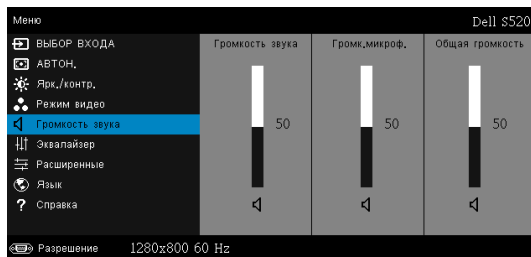 Меню
Dell S520
ВЫБОР ВХОДА
АВТОН.
Ярк./контр.
Режим видео
Громкость звука
Эквалайзер
Расширенные
Язык
? Справка
Громкость звука
Громк.микроф.
Общая громкость
50
50
50
Разрешение 1280x800 60 Hz